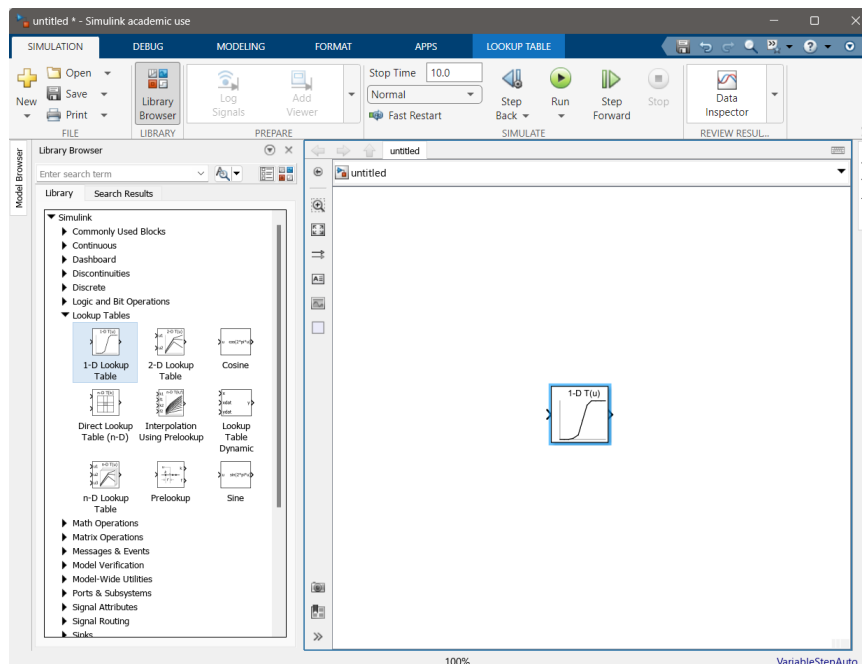 untitled * - Simulink academic use
SIMULATION DEBUG MODELING FORMAT APPS LOOKUP TABLE
New
Open
Save
Print
FILE
Library Browser
LIBRARY
Log Signals
Add Viewer
PREPARE
Stop Time 10.0
Normal
Fast Restart
Step Back
Run
Step Forward
Stop
SIMULATE
Data Inspector
REVIEW RESUL...
Model Browser
Library Browser
Enter search term
Library Search Results
Simulink
Commonly Used Blocks
Continuous
Dashboard
Discontinuities
Discrete
Logic and Bit Operations
Lookup Tables
1-D T(u)
1-D Lookup Table
2-D T(u)
2-D Lookup Table
Cosine
Direct Lookup Table (n-D)
Interpolation Using Prelookup
Lookup Table Dynamic
n-D Lookup Table
Prelookup
Sine
Math Operations
Matrix Operations
Messages & Events
Model Verification
Model-Wide Utilities
Ports & Subsystems
Signal Attributes
Signal Routing
Sinks
untitled
untitled
1-D T(u)
100%
VariableStepAuto